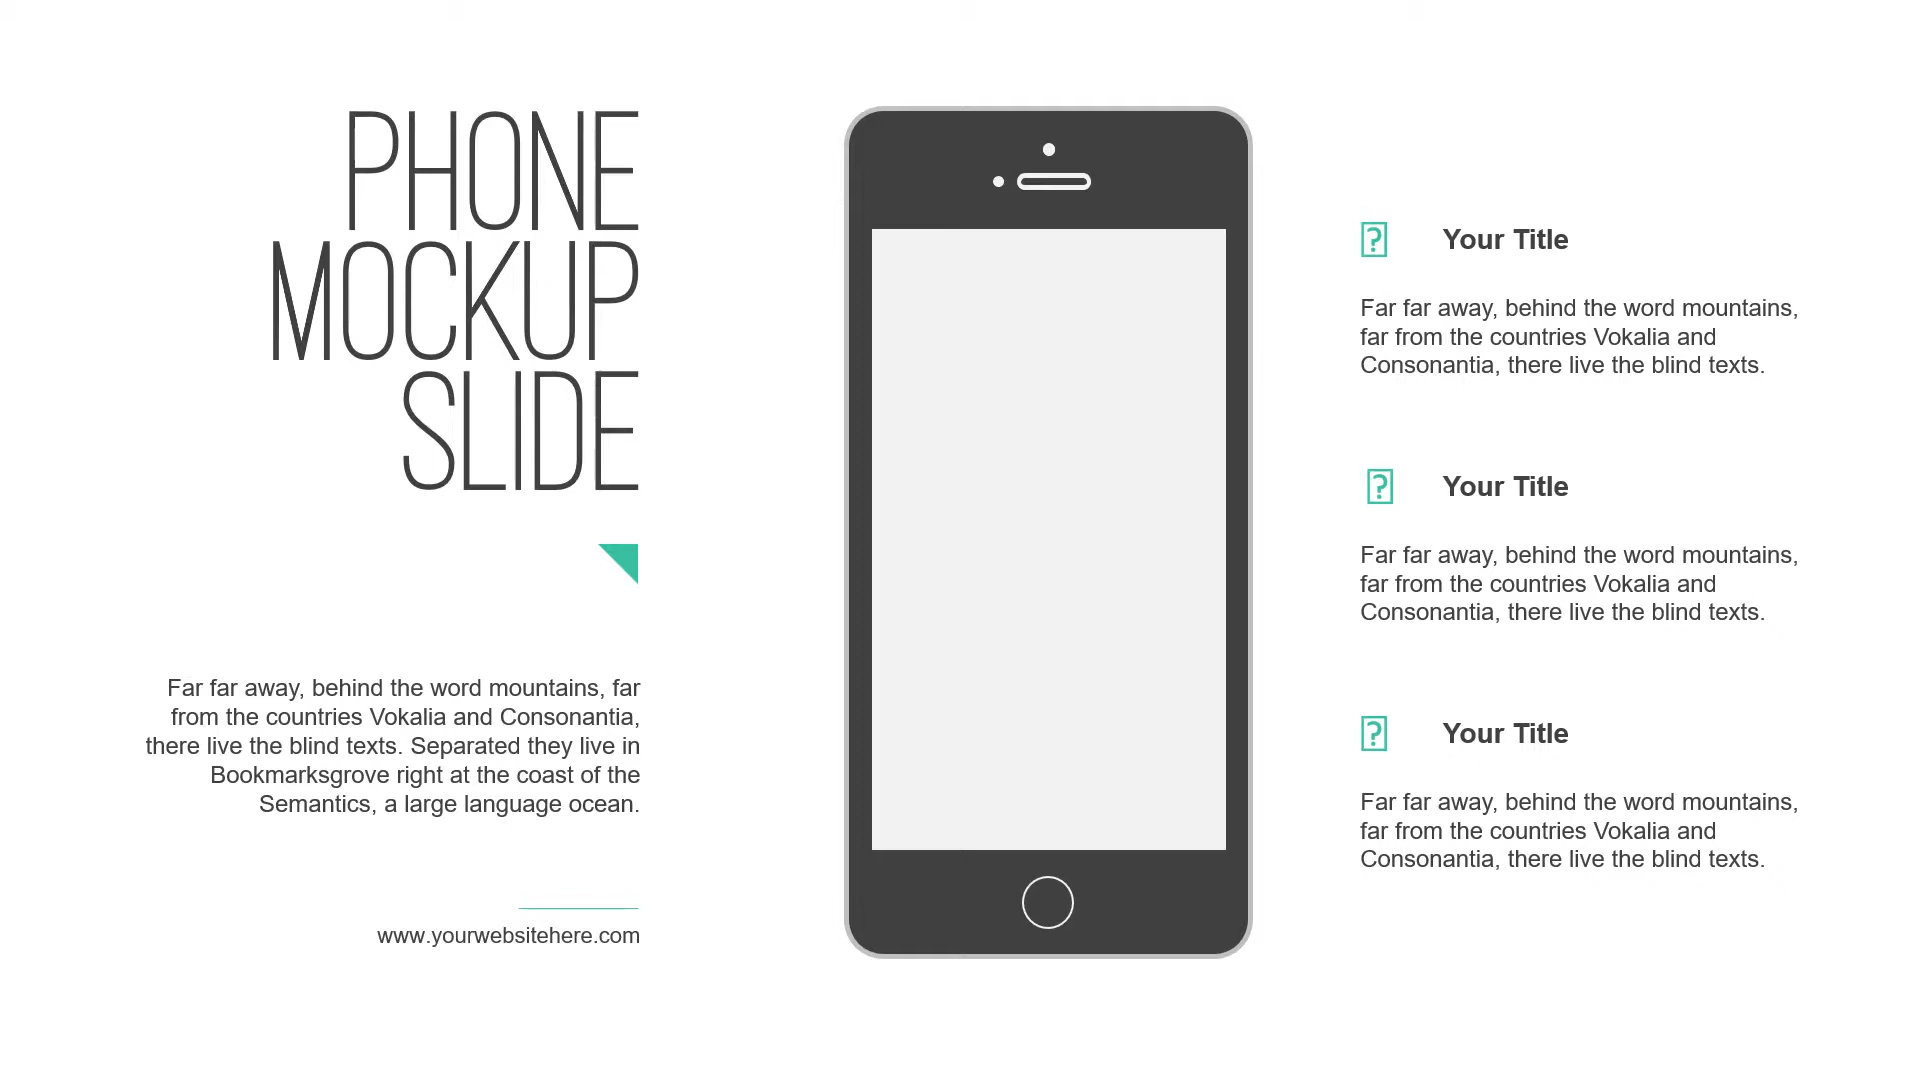 PHONE
MOCKUP
SLIDE
Far far away, behind the word mountains, far
from the countries Vokalia and Consonantia,
there live the blind texts. Separated they live in
Bookmarksgrove right at the coast of the
Semantics, a large language ocean.
www.yourwebsitehere.com
Your Title
Far far away, behind the word mountains,
far from the countries Vokalia and
Consonantia, there live the blind texts.
Your Title
Far far away, behind the word mountains,
far from the countries Vokalia and
Consonantia, there live the blind texts.
Your Title
Far far away, behind the word mountains,
far from the countries Vokalia and
Consonantia, there live the blind texts.